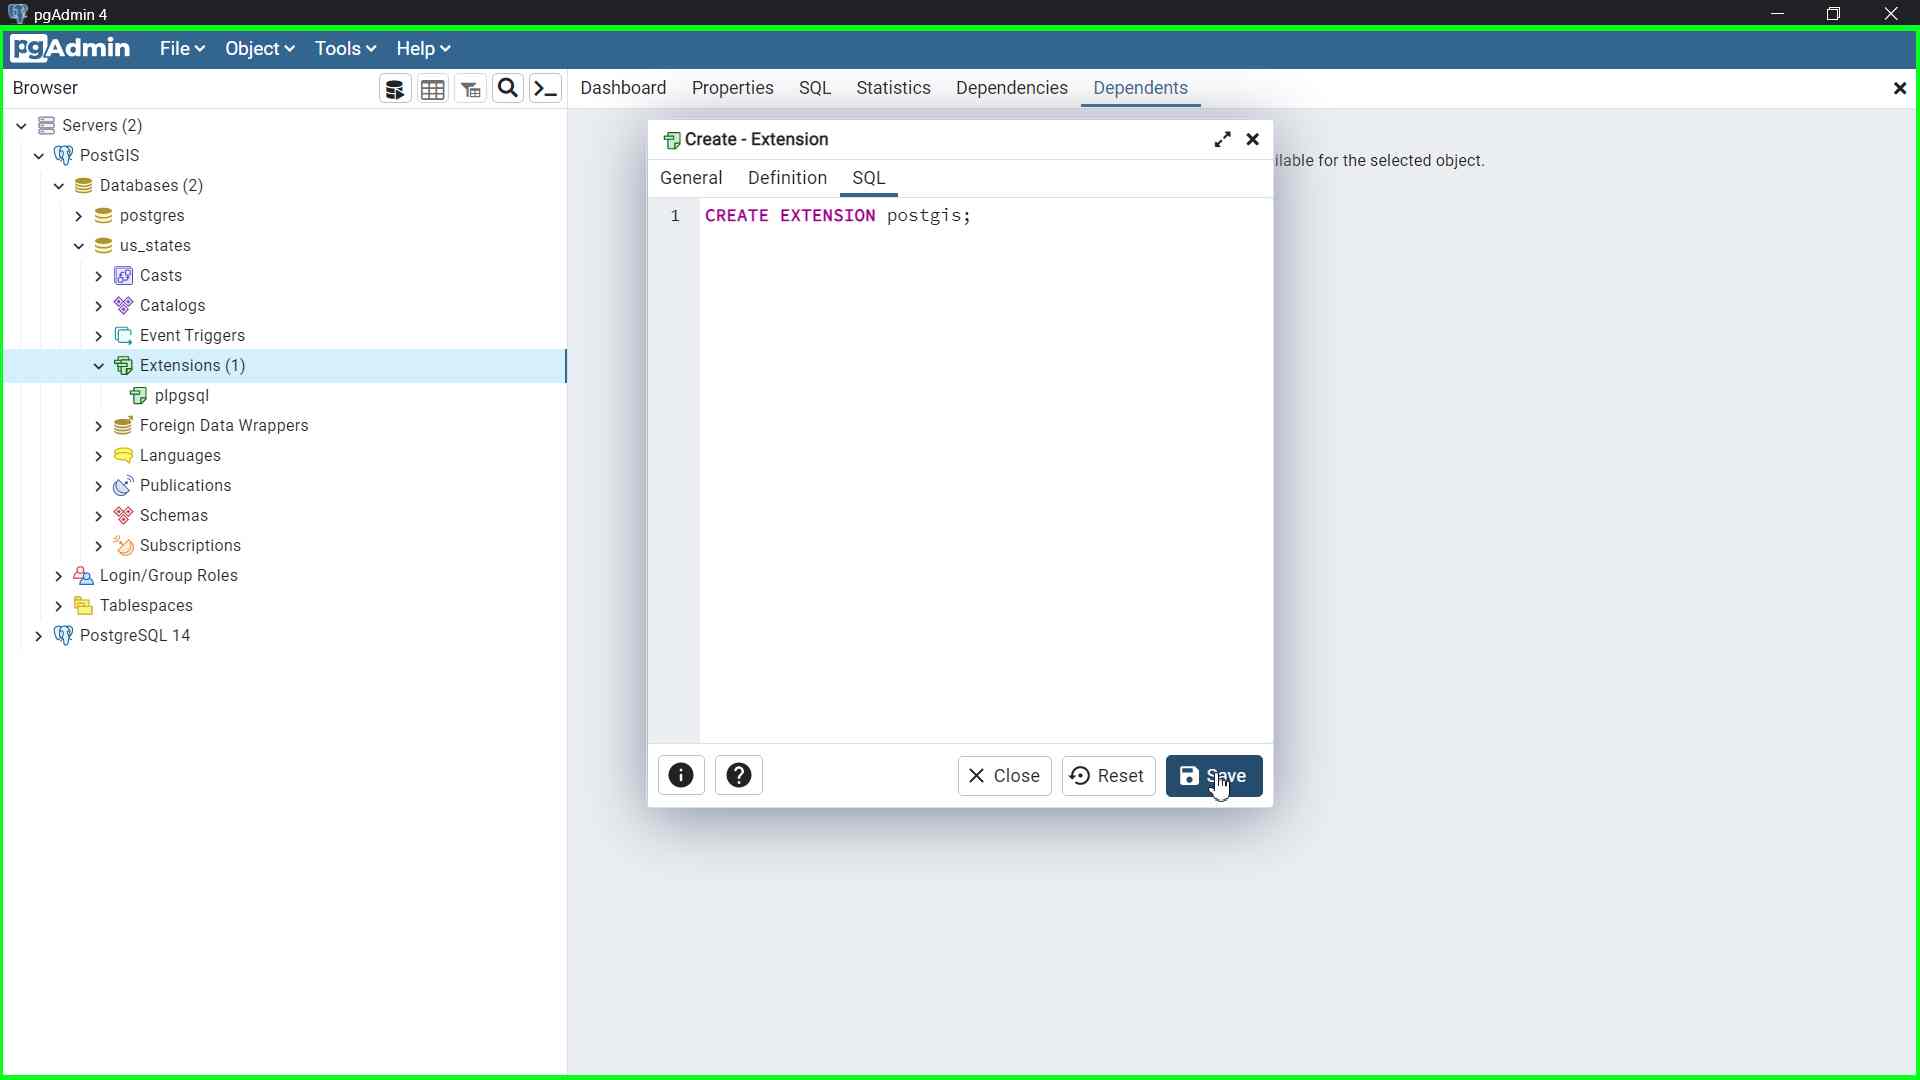 pgAdmin 4
pgAdmin File Object Tools Help
Browser
Dashboard Properties SQL Statistics Dependencies Dependents
Servers (2)
PostGIS
Databases (2)
postgres
us_states
Casts
Catalogs
Event Triggers
Extensions (1)
plpgsql
Foreign Data Wrappers
Languages
Publications
Schemas
Subscriptions
Login/Group Roles
Tablespaces
PostgreSQL 14
Create - Extension
General Definition SQL
1 CREATE EXTENSION postgis;
Close Reset Save
ilable for the selected object.